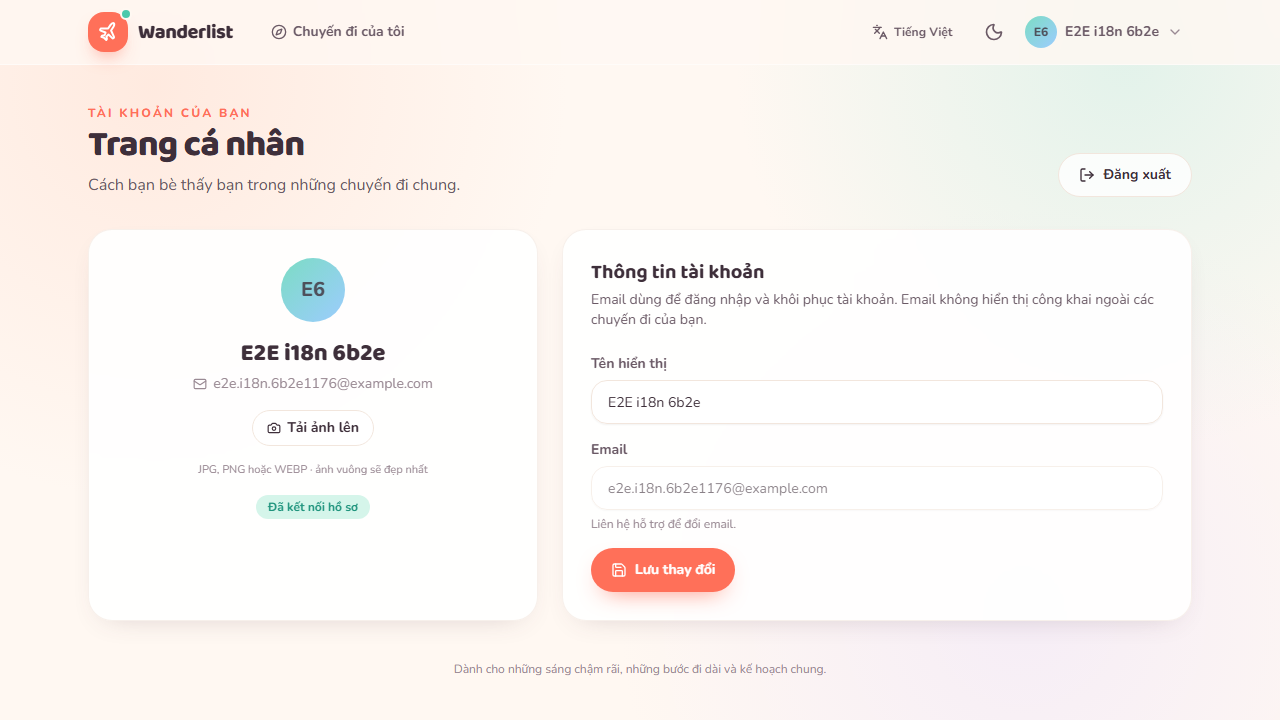 Wanderlist
Chuyến đi của tôi
Tiếng Việt
E6
E2E i18n 6b2e
TÀI KHOẢN CỦA BẠN
Trang cá nhân
Cách bạn bè thấy bạn trong những chuyến đi chung.
Đăng xuất
E6
E2E i18n 6b2e
e2e.i18n.6b2e1176@example.com
Tải ảnh lên
JPG, PNG hoặc WEBP · ảnh vuông sẽ đẹp nhất
Đã kết nối hồ sơ
Thông tin tài khoản
Email dùng để đăng nhập và khôi phục tài khoản. Email không hiển thị công khai ngoài các
chuyến đi của bạn.
Tên hiển thị
E2E i18n 6b2e
Email
e2e.i18n.6b2e1176@example.com
Liên hệ hỗ trợ để đổi email.
Lưu thay đổi
Dành cho những sáng chậm rãi, những bước đi dài và kế hoạch chung.